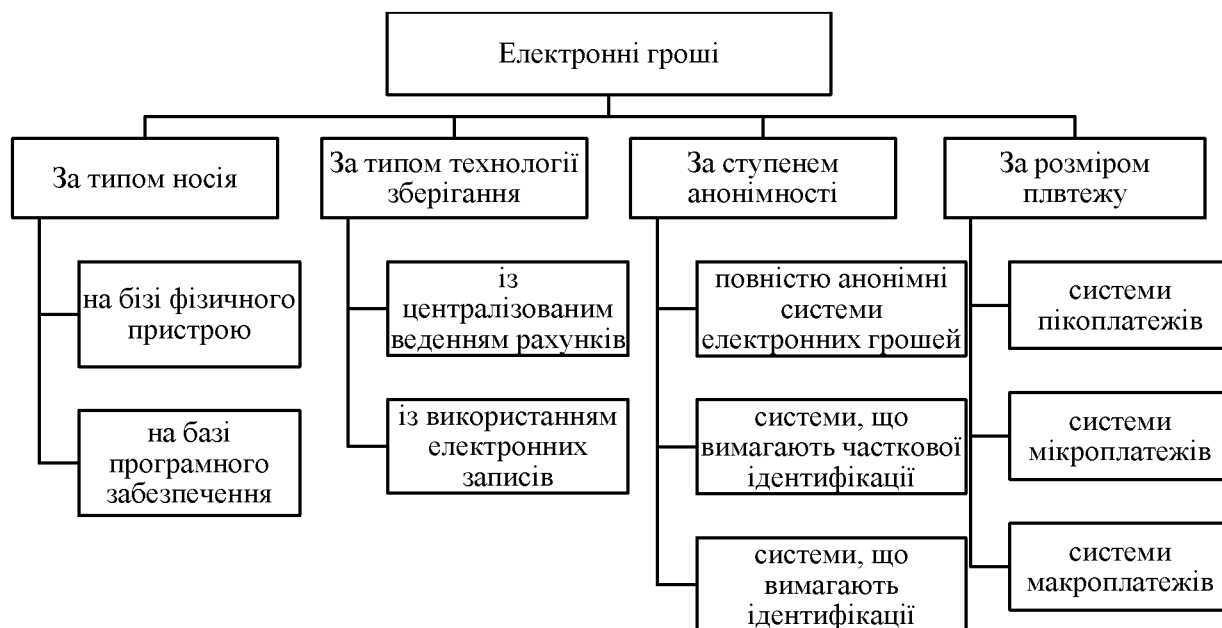 Електронні гроші
За типом носія
на бізі фізичного
пристрою
на базі
програмного
забезпечення
За типом технології
зберігання
із
централізованим
веденням рахунків
із використанням
електронних
записів
За ступенем
анонімності
повністю анонімні
системи
електронних грошей
системи, що
вимагають часткової
ідентифікації
системи, що
вимагають
ідентифікації
За розміром
плвтежу
системи
пікоплатежів
системи
мікроплатежів
системи
макроплатежів